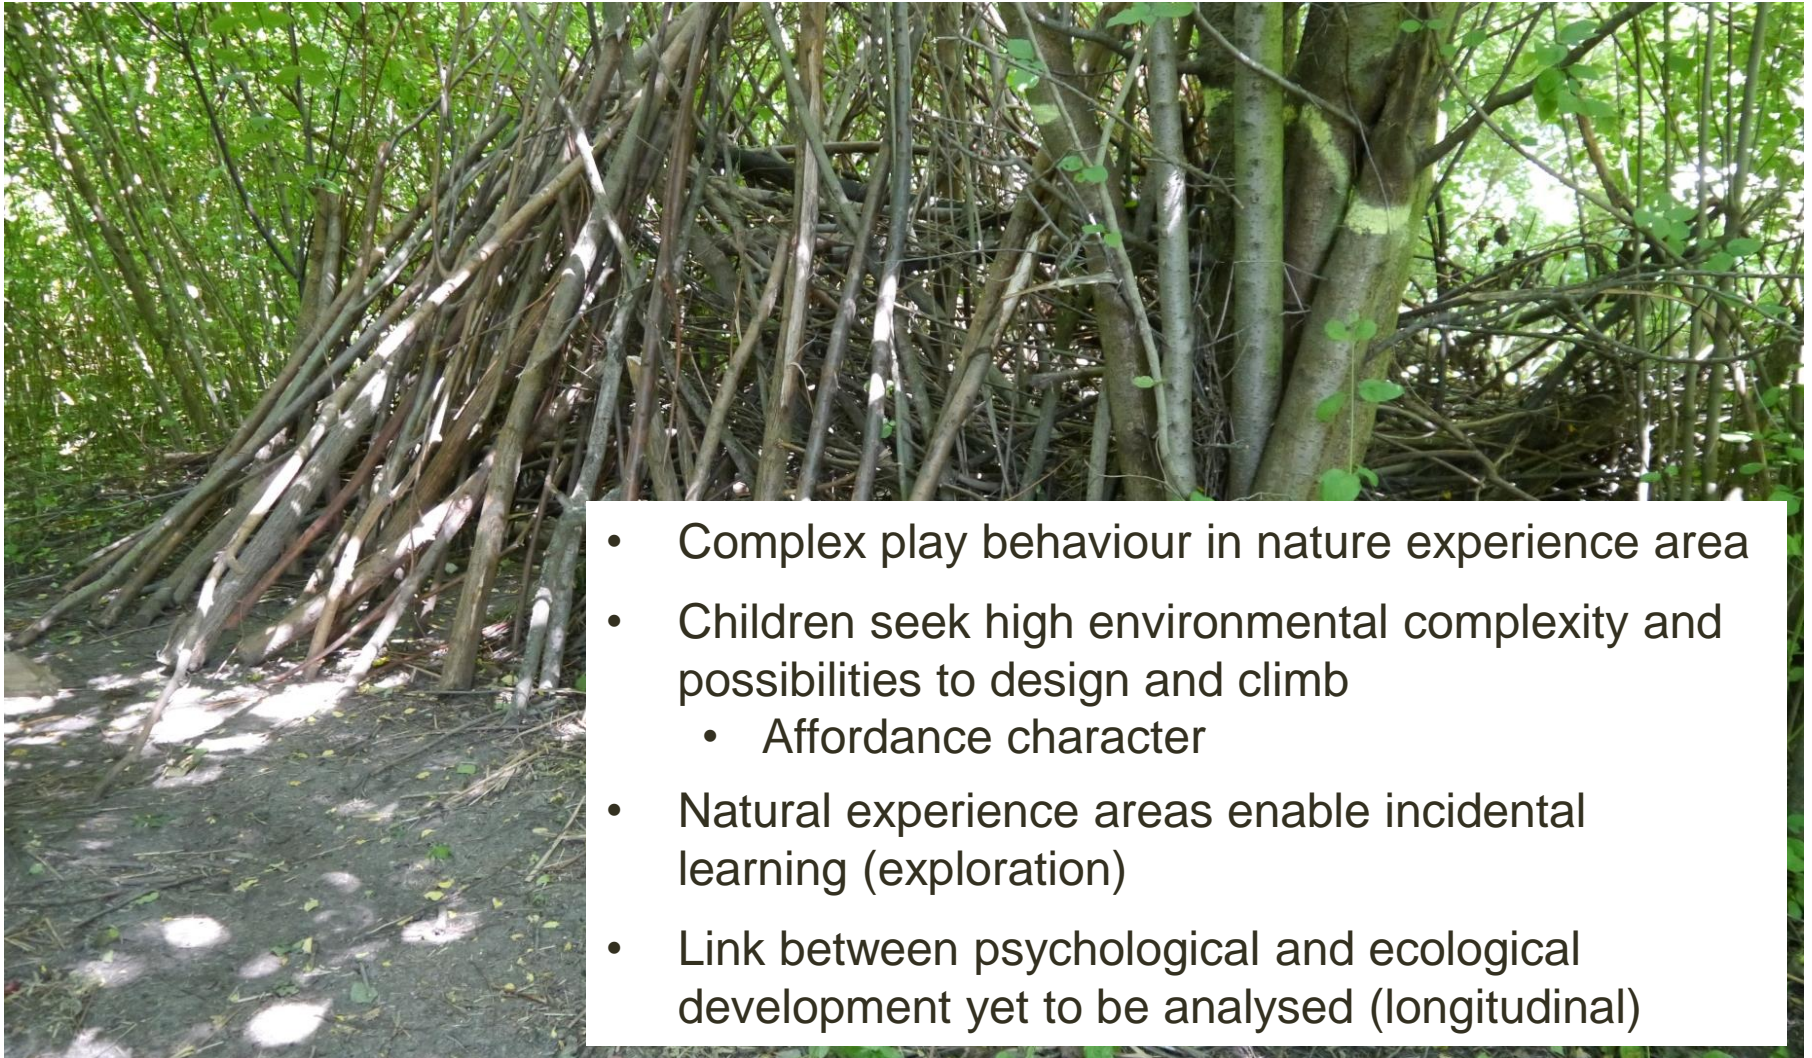 • Complex play behaviour in nature experience area
• Children seek high environmental complexity and
possibilities to design and climb
• Affordance character
• Natural experience areas enable incidental
learning (exploration)
• Link between psychological and ecological
development yet to be analysed (longitudinal)